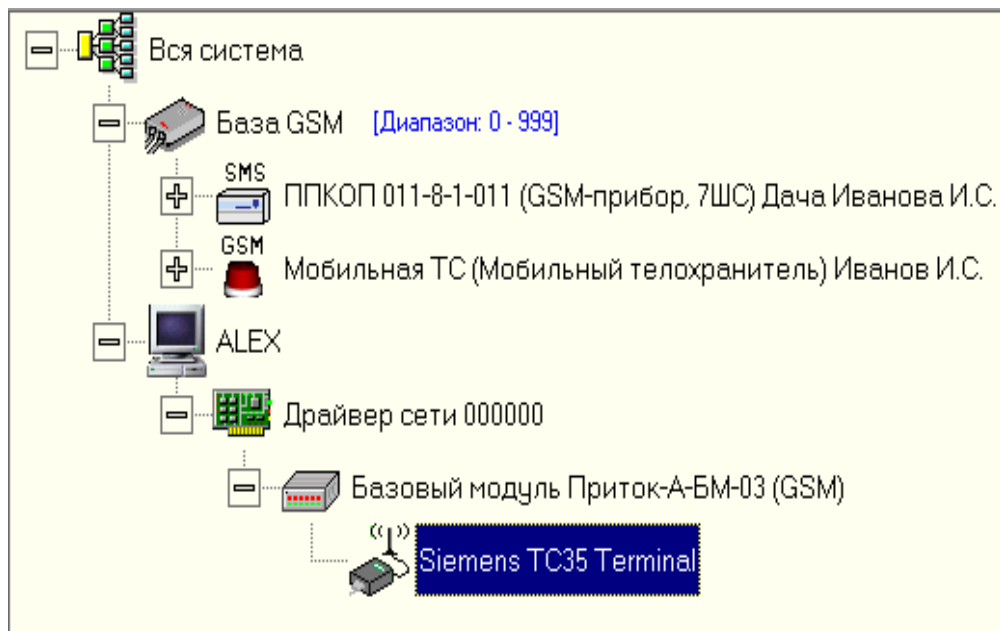 Вся система
База GSM [Диапазон: 0 - 999]
SMS
ППКОП 011-8-1-011 (GSM-прибор, 7ШС) Дача Иванова И.С.
GSM
Мобильная ТС (Мобильный телохранитель) Иванов И.С.
ALEX
Драйвер сети 000000
Базовый модуль Приток-А-БМ-03 (GSM)
Siemens TC35 Terminal